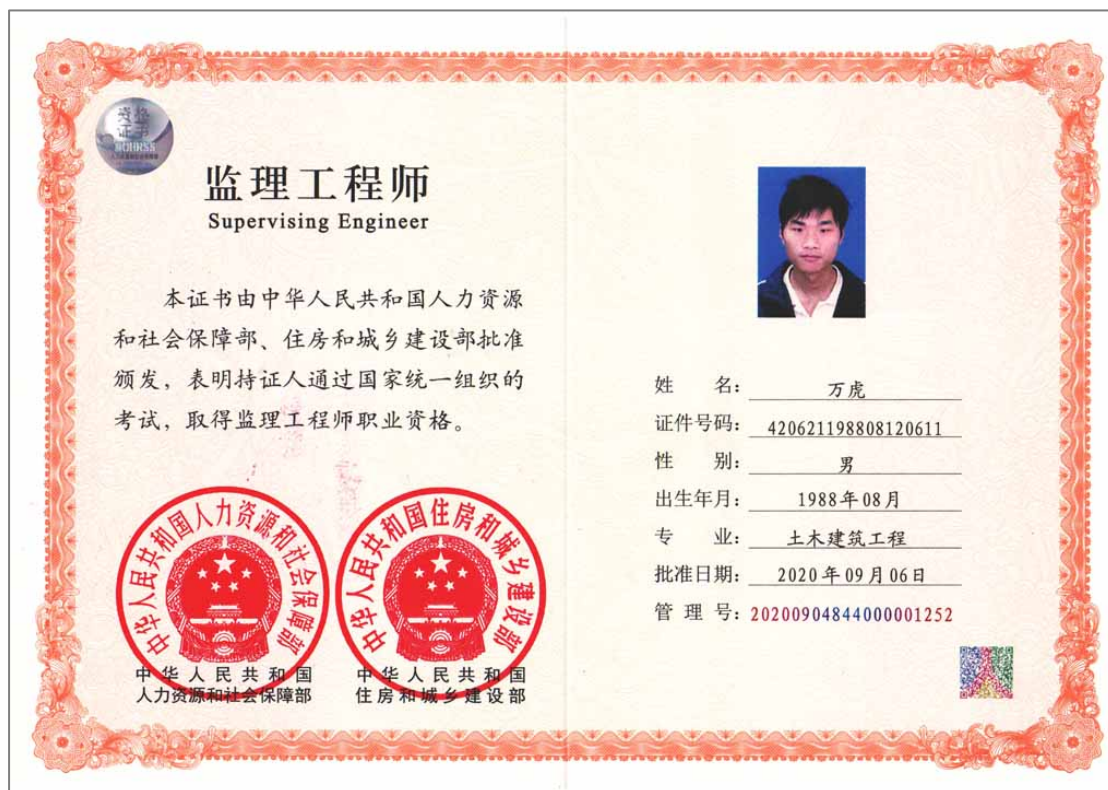 资格
证书
MOHRSS
监理工程师
Supervising Engineer
本证书由中华人民共和国人力资源
和社会保障部、住房和城乡建设部批准
颁发，表明持证人通过国家统一组织的
考试，取得监理工程师职业资格。
中华人民共和国人力资源和社会保障部
中华人民共和国住房和城乡建设部
中华人民共和国
人力资源和社会保障部
中华人民共和国
住房和城乡建设部
姓名：万虎
证件号码：420621198808120611
性别：男
出生年月：1988年08月
专业：土木建筑工程
批准日期：2020年09月06日
管理号：20200904844000001252